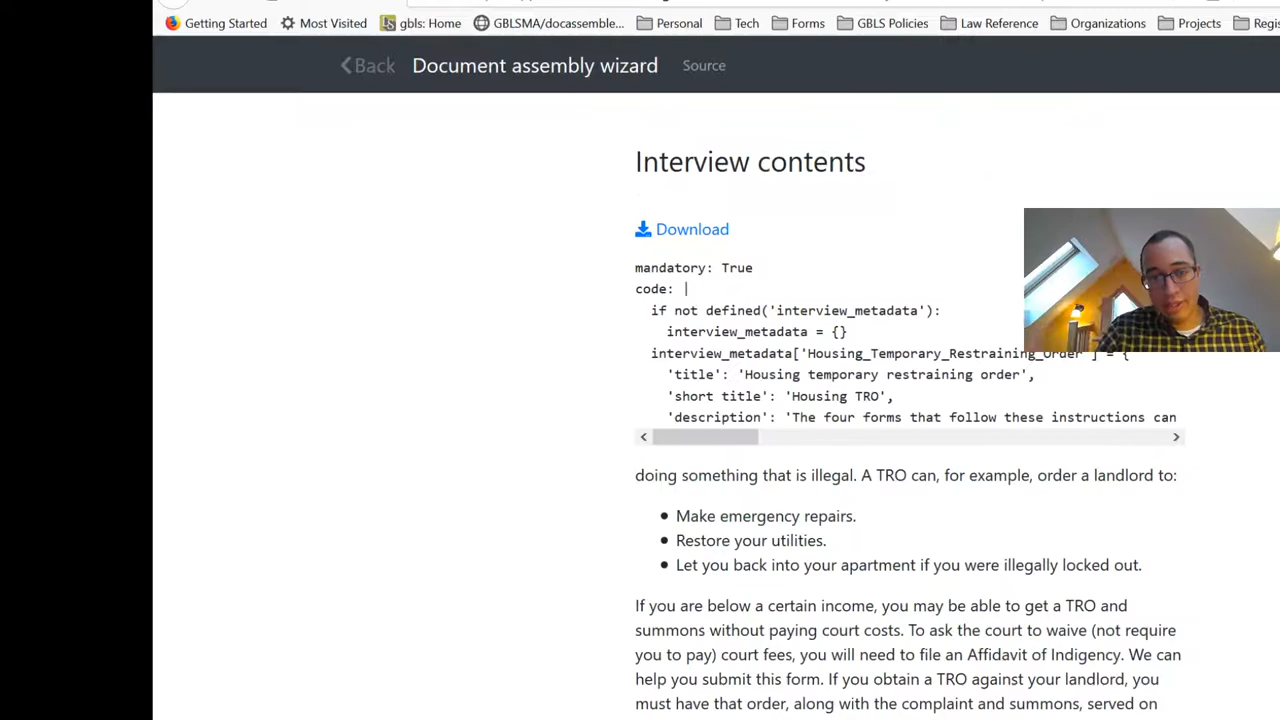 Getting Started Most Visited gbls: Home GBLSMA/docassemble... Personal Tech Forms GBLS Policies Law Reference Organizations Projects Regis
Back Document assembly wizard Source
Interview contents
Download
mandatory: True
code: |
if not defined('interview_metadata'):
interview_metadata = {}
interview_metadata['Housing_Temporary_Restraining_Order'] = {
'title': 'Housing temporary restraining order',
'short title': 'Housing TRO',
'description': 'The four forms that follow these instructions can
doing something that is illegal. A TRO can, for example, order a landlord to:
• Make emergency repairs.
• Restore your utilities.
• Let you back into your apartment if you were illegally locked out.
If you are below a certain income, you may be able to get a TRO and
summons without paying court costs. To ask the court to waive (not require
you to pay) court fees, you will need to file an Affidavit of Indigency. We can
help you submit this form. If you obtain a TRO against your landlord, you
must have that order, along with the complaint and summons, served on